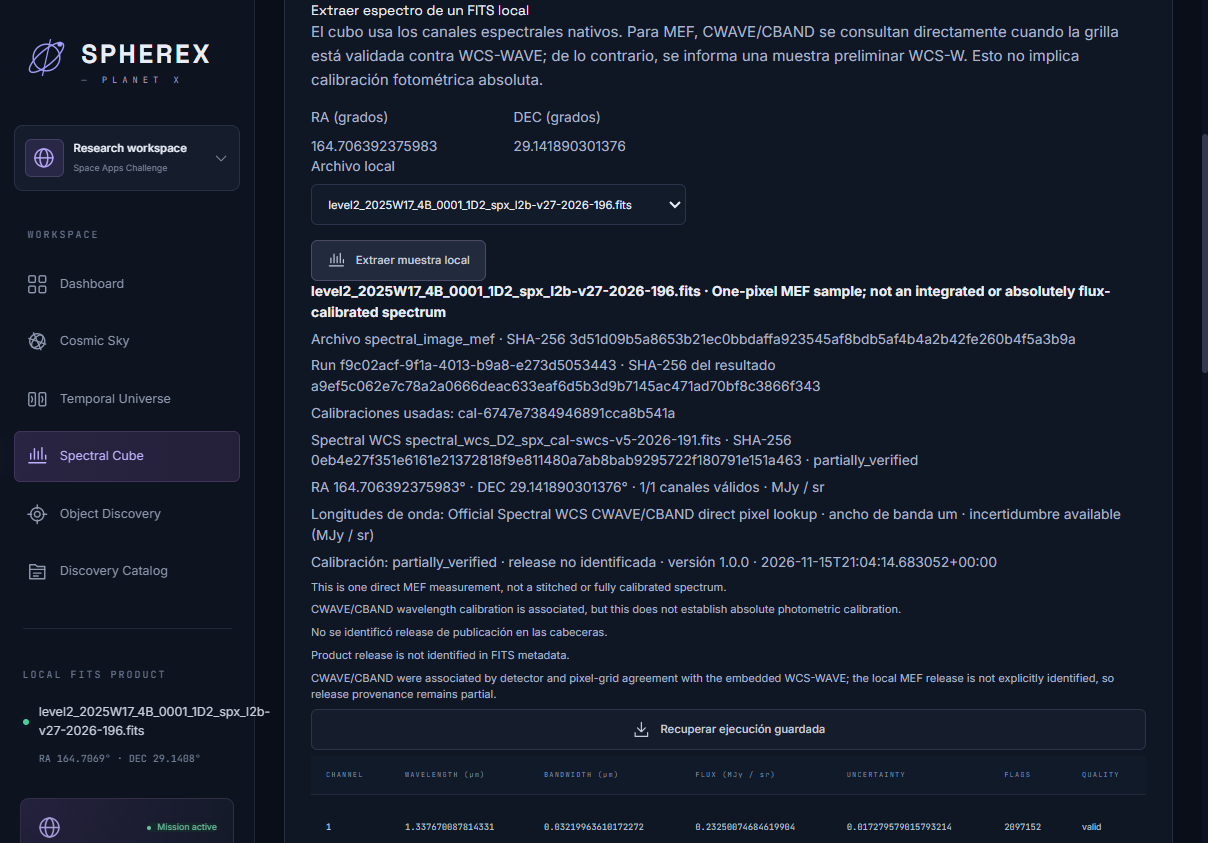 SPHEREX
— PLANET X
Research workspace
Space Apps Challenge
WORKSPACE
Dashboard
Cosmic Sky
Temporal Universe
Spectral Cube
Object Discovery
Discovery Catalog
LOCAL FITS PRODUCT
level2_2025W17_4B_0001_1D2_spx_l2b-
v27-2026-196.fits
RA 164.7069° · DEC 29.1408°
Mission active
Extraer espectro de un FITS local
El cubo usa los canales espectrales nativos. Para MEF, CWAVE/CBAND se consultan directamente cuando la grilla
está validada contra WCS-WAVE; de lo contrario, se informa una muestra preliminar WCS-W. Esto no implica
calibración fotométrica absoluta.
RA (grados) DEC (grados)
164.706392375983 29.141890301376
Archivo local
level2_2025W17_4B_0001_1D2_spx_l2b-v27-2026-196.fits
Extraer muestra local
level2_2025W17_4B_0001_1D2_spx_l2b-v27-2026-196.fits · One-pixel MEF sample; not an integrated or absolutely flux-
calibrated spectrum
Archivo spectral_image_mef · SHA-256 3d51d09b5a8653b21ec0bbdaffa923545af8bdb5af4b4a2b42fe260b4f5a3b9a
Run f9c02acf-9f1a-4013-b9a8-e273d5053443 · SHA-256 del resultado
a9ef5c062e7c78a2a0666deac633eaf6d5b3d9b7145ac471ad70bf8c3866f343
Calibraciones usadas: cal-6747e7384946891cca8b541a
Spectral WCS spectral_wcs_D2_spx_cal-swcs-v5-2026-191.fits · SHA-256
0eb4e27f351e6161e21372818f9e811480a7ab8bab9295722f180791e151a463 · partially_verified
RA 164.706392375983° · DEC 29.141890301376° · 1/1 canales válidos · MJy / sr
Longitudes de onda: Official Spectral WCS CWAVE/CBAND direct pixel lookup · ancho de banda um · incertidumbre available
(MJy / sr)
Calibración: partially_verified · release no identificada · versión 1.0.0 · 2026-11-15T21:04:14.683052+00:00
This is one direct MEF measurement, not a stitched or fully calibrated spectrum.
CWAVE/CBAND wavelength calibration is associated, but this does not establish absolute photometric calibration.
No se identificó release de publicación en las cabeceras.
Product release is not identified in FITS metadata.
CWAVE/CBAND were associated by detector and pixel-grid agreement with the embedded WCS-WAVE; the local MEF release is not explicitly identified, so
release provenance remains partial.
Recuperar ejecución guardada
CHANNEL WAVELENGTH (μm) BANDWIDTH (μm) FLUX (MJy / sr) UNCERTAINTY FLAGS QUALITY
1 1.337670087814331 0.03219963610172272 0.23250074684619904 0.017279579015793214 2097152 valid